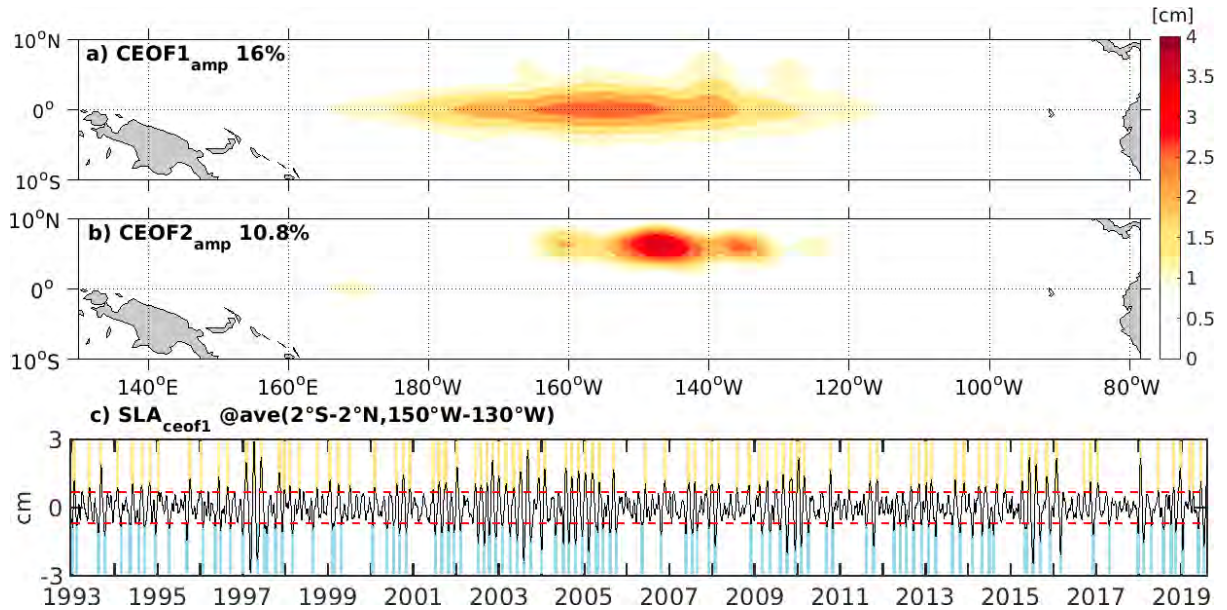 [cm]
10°N
a) CEOF1amp 16%
0°
10°S
10°N
b) CEOF2amp 10.8%
0°
10°S
4
3.5
3
2.5
2
1.5
1
0.5
0
140°E 160°E 180°W 160°W 140°W 120°W 100°W 80°W
c) SLAceof1 @ave(2°S-2°N,150°W-130°W)
3
0
-3
cm
1993 1995 1997 1999 2001 2003 2005 2007 2009 2011 2013 2015 2017 2019